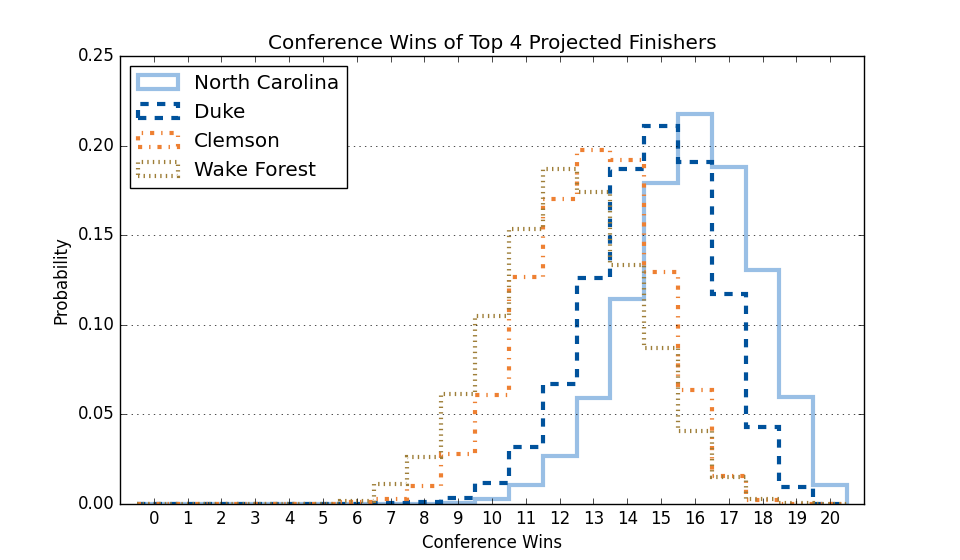 Conference Wins of Top 4 Projected Finishers
0.25
North Carolina
Duke
Clemson
Wake Forest
0.20
0.15
Probability
0.10
0.05
0.00
0 1 2 3 4 5 6 7 8 9 10 11 12 13 14 15 16 17 18 19 20
Conference Wins